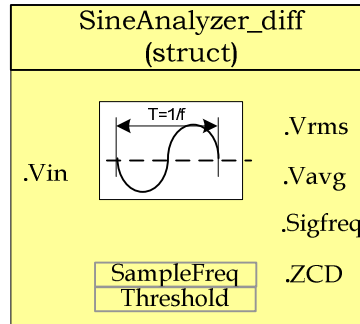 SineAnalyzer_diff
(struct)
T=1/f
.Vin
.Vrms
.Vavg
.Sigfreq
.ZCD
SampleFreq
Threshold